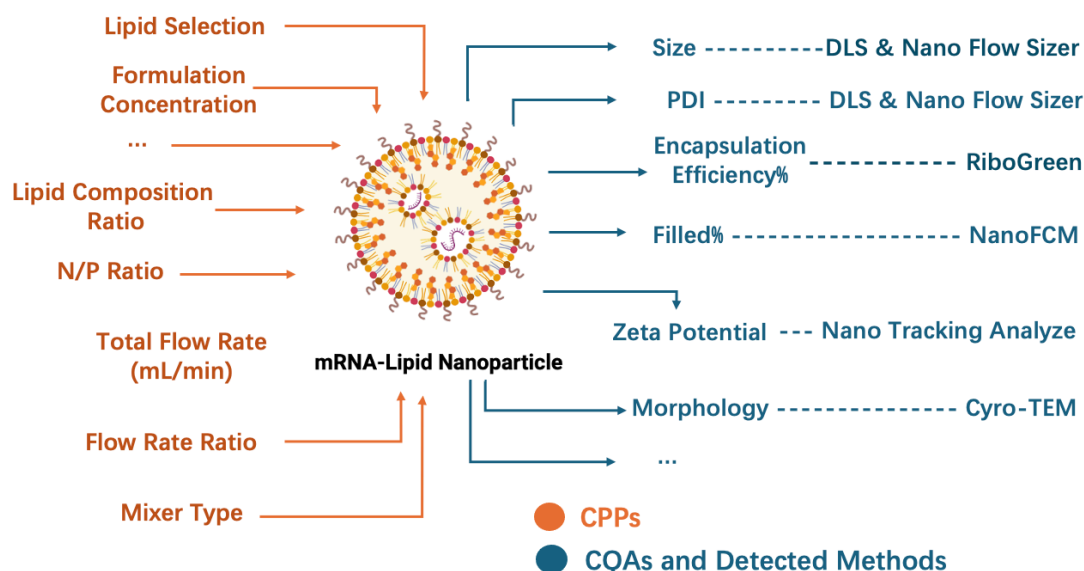 Lipid Selection
Formulation
Concentration
...
Lipid Composition
Ratio
N/P Ratio
Total Flow Rate
(mL/min)
Flow Rate Ratio
Mixer Type
mRNA-Lipid Nanoparticle
Size DLS & Nano Flow Sizer
PDI DLS & Nano Flow Sizer
Encapsulation
Efficiency% RiboGreen
Filled% NanoFCM
Zeta Potential Nano Tracking Analyze
Morphology Cyro-TEM
...
CPPs
CQAs and Detected Methods